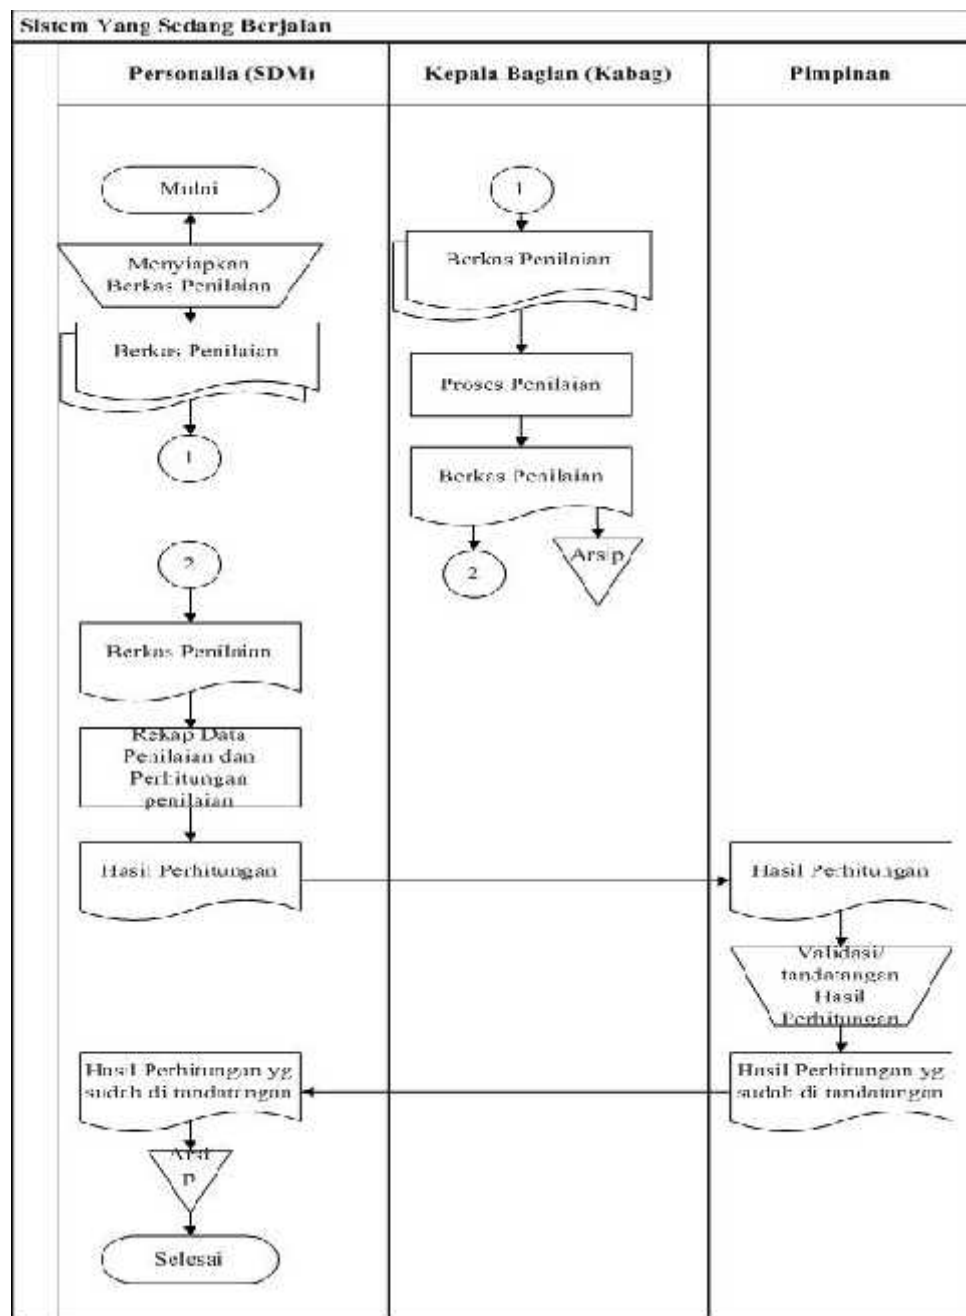 Sistem Yang Sedang Berjalan
Personalia (SDM)
Kepala Bagian (Kabag)
Pimpinan
Mulai
Menyiapkan
Berkas Penilaian
Berkas Penilaian
1
2
Berkas Penilaian
Rekap Data
Penilaian dan
Perhitungan
penilaian
Hasil Perhitungan
Hasil Perhitungan yg
sudah di tandatangan
Arsi
p
Selesai
1
Berkas Penilaian
Proses Penilaian
Berkas Penilaian
2
Arsip
Hasil Perhitungan
Validasi/
tandatangan
Hasil
Perhitungan
Hasil Perhitungan yg
sudah di tandatangan